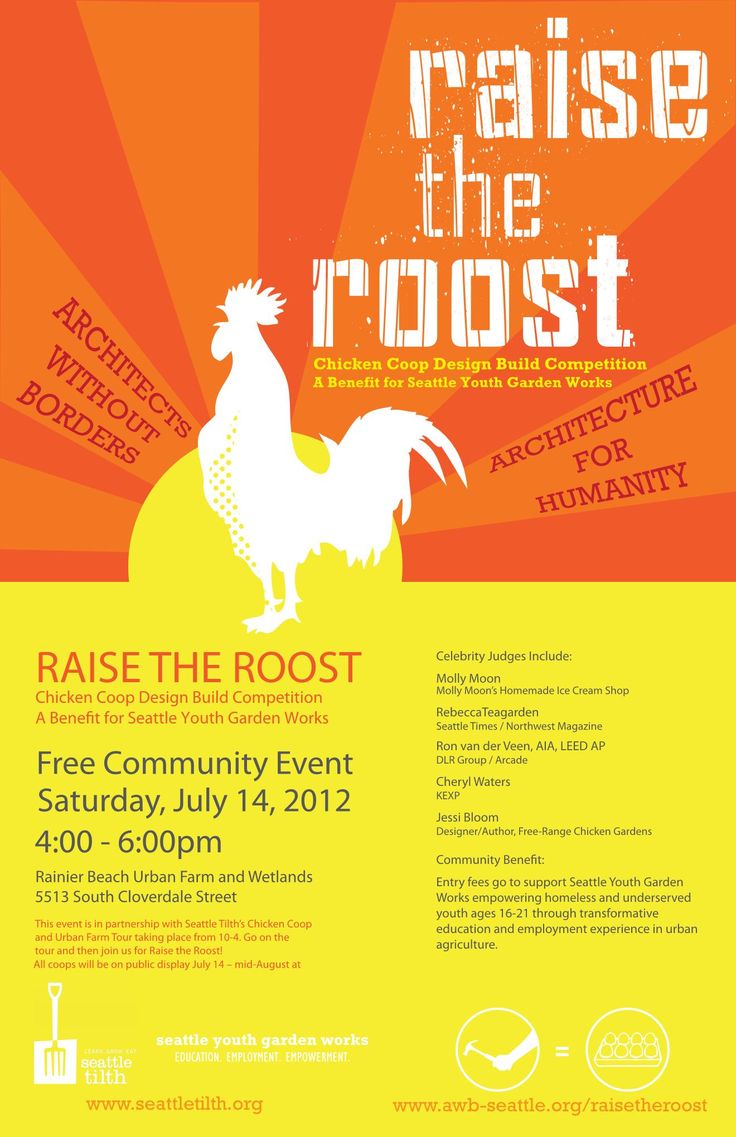 raise
the
roost
Chicken Coop Design Build Competition
A Benefit for Seattle Youth Garden Works
ARCHITECTS
WITHOUT
BORDERS
ARCHITECTURE
FOR
HUMANITY
RAISE THE ROOST
Chicken Coop Design Build Competition
A Benefit for Seattle Youth Garden Works
Free Community Event
Saturday, July 14, 2012
4:00 - 6:00pm
Rainier Beach Urban Farm and Wetlands
5513 South Cloverdale Street
This event is in partnership with Seattle Tilth's Chicken Coop
and Urban Farm Tour taking place from 10-4. Go on the
tour and then join us for Raise the Roost!
All coops will be on public display July 14 – mid-August at
Celebrity Judges Include:
Molly Moon
Molly Moon's Homemade Ice Cream Shop
RebeccaTeagarden
Seattle Times / Northwest Magazine
Ron van der Veen, AIA, LEED AP
DLR Group / Arcade
Cheryl Waters
KEXP
Jessi Bloom
Designer/Author, Free-Range Chicken Gardens
Community Benefit:
Entry fees go to support Seattle Youth Garden
Works empowering homeless and underserved
youth ages 16-21 through transformative
education and employment experience in urban
agriculture.
LEARN. GROW. EAT.
seattle
tilth
seattle youth garden works
EDUCATION. EMPLOYMENT. EMPOWERMENT.
=
www.seattletilth.org
www.awb-seattle.org/raisetheroost